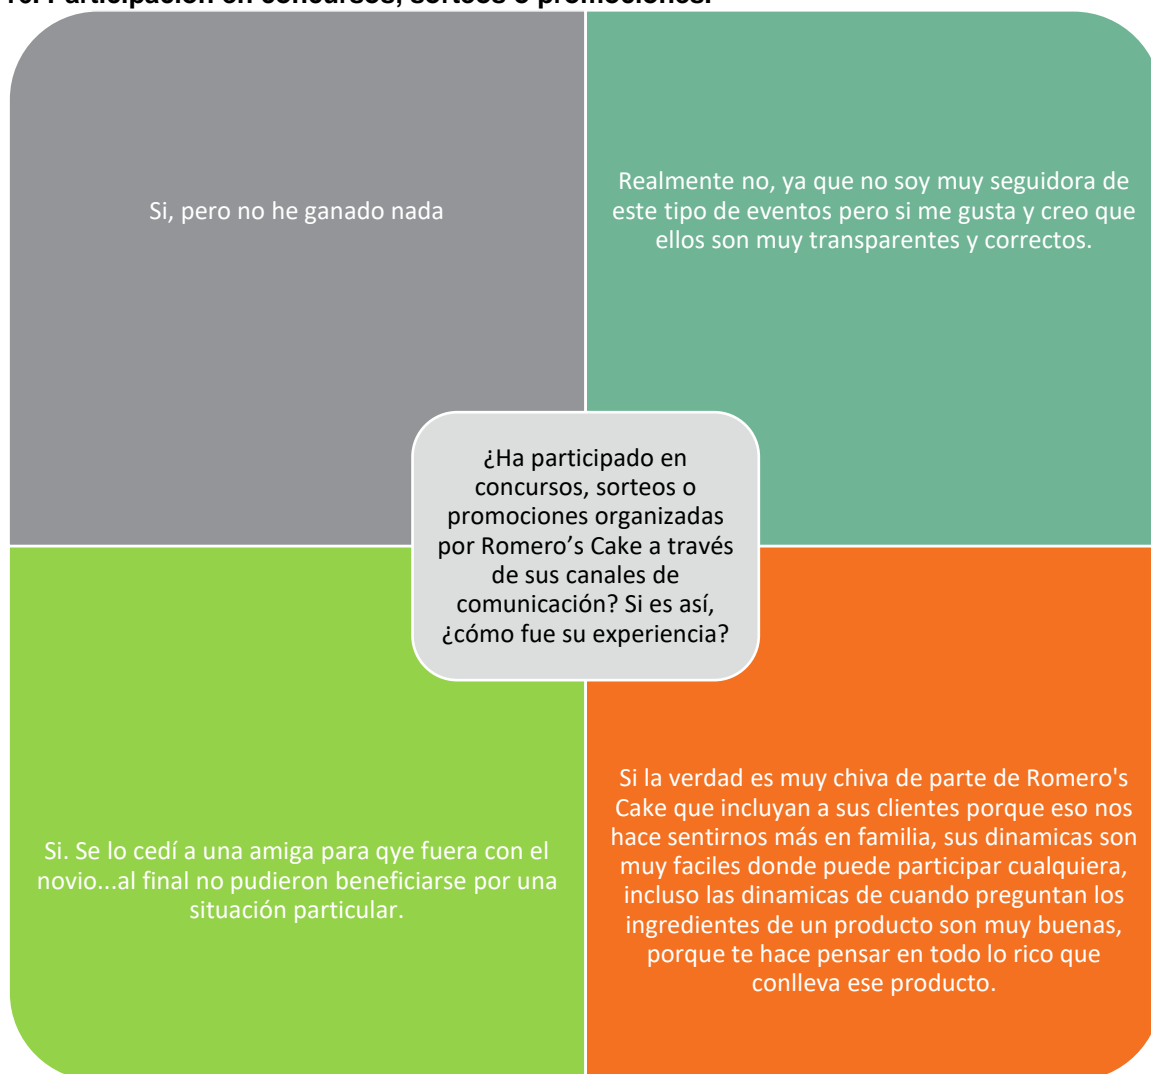 10. Participación en concursos, sorteos o promociones.
Si, pero no he ganado nada
Realmente no, ya que no soy muy seguidora de
este tipo de eventos pero si me gusta y creo que
ellos son muy transparentes y correctos.
¿Ha participado en
concursos, sorteos o
promociones organizadas
por Romero’s Cake a través
de sus canales de
comunicación? Si es así,
¿cómo fue su experiencia?
Si. Se lo cedí a una amiga para qye fuera con el
novio...al final no pudieron beneficiarse por una
situación particular.
Si la verdad es muy chiva de parte de Romero's
Cake que incluyan a sus clientes porque eso nos
hace sentirnos más en familia, sus dinamicas son
muy faciles donde puede participar cualquiera,
incluso las dinamicas de cuando preguntan los
ingredientes de un producto son muy buenas,
porque te hace pensar en todo lo rico que
conlleva ese producto.